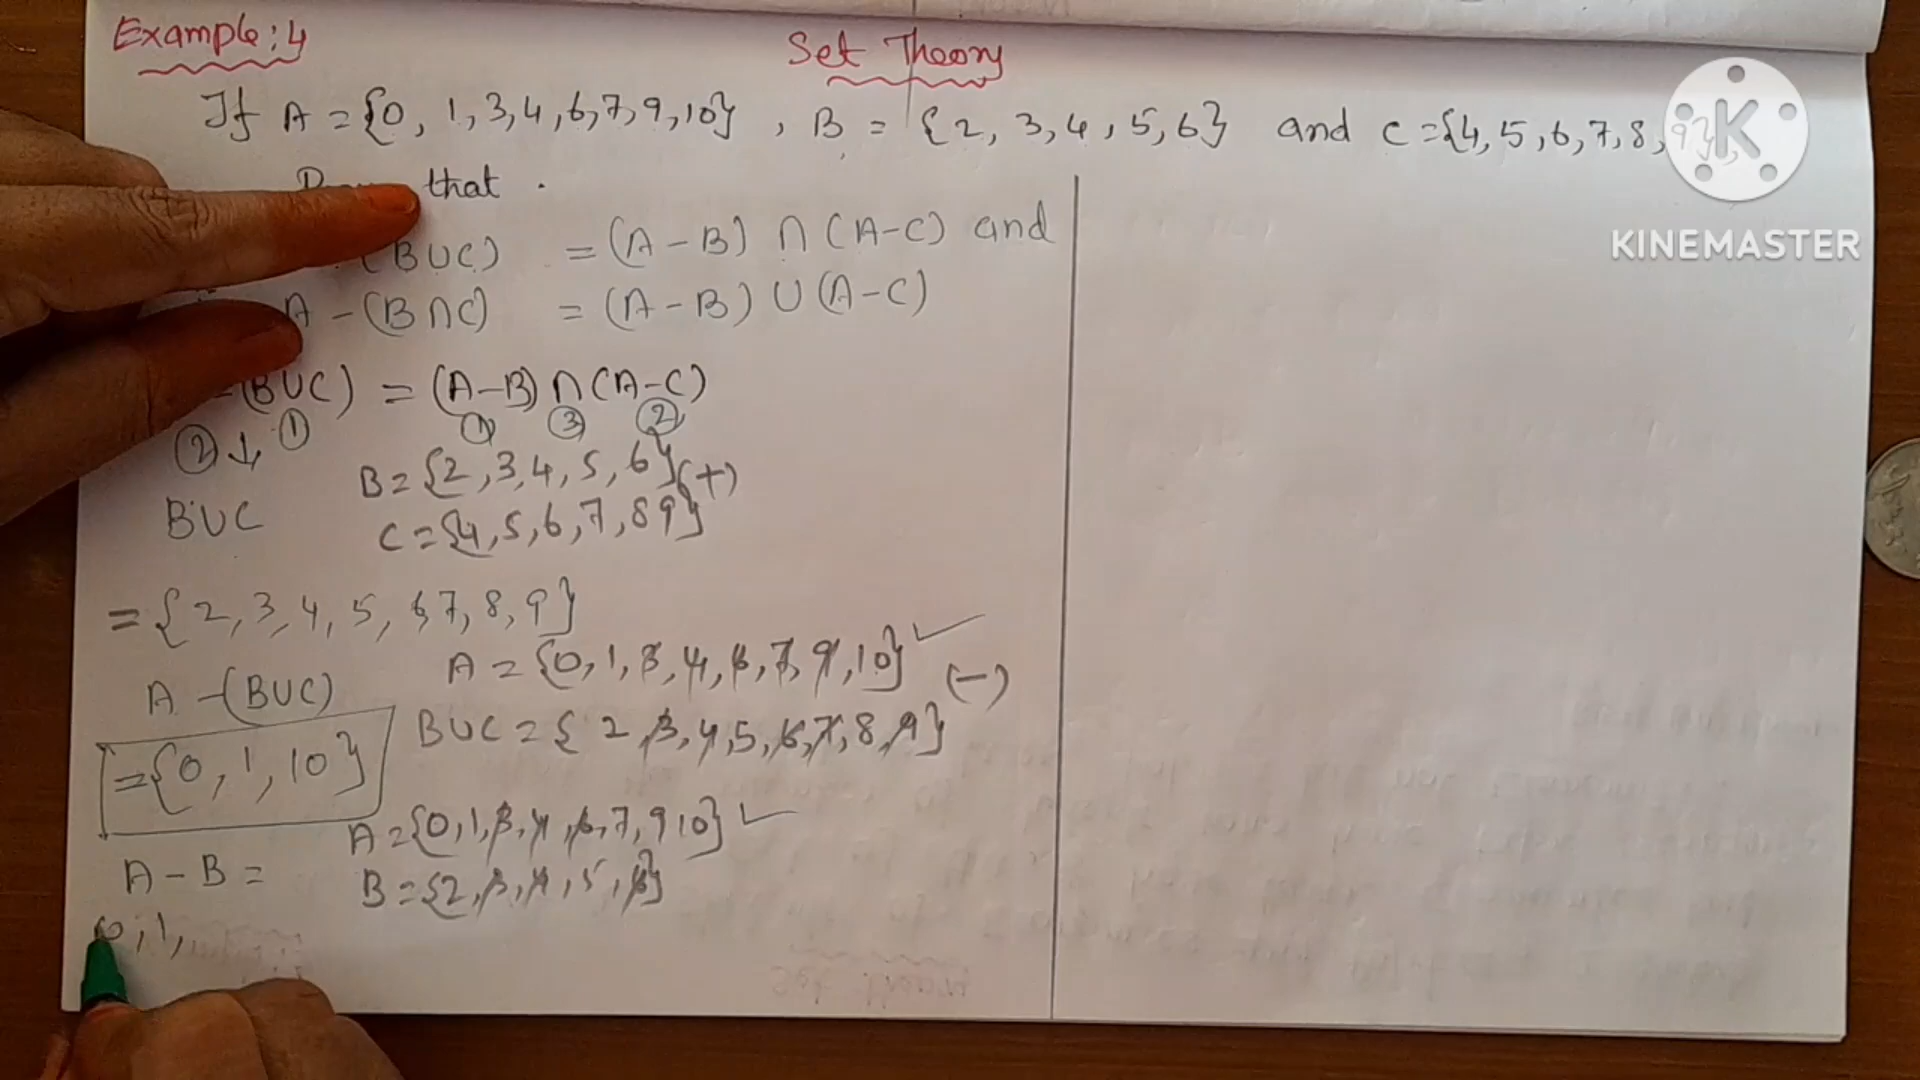 Example: 4
Set Theory
If A = {0, 1, 3, 4, 6, 7, 9, 10} , B = {2, 3, 4, 5, 6} and C = {4, 5, 6, 7, 8, 9},
that
(B∪C) = (A-B) ∩ (A-C) and
A - (B∩C) = (A-B) ∪ (A-C)
-(B∪C) = (A-B) ∩ (A-C)
② ↓ ① ① ③ ②
B = {2, 3, 4, 5, 6} (+)
B∪C
C = {4, 5, 6, 7, 8 9}
= {2, 3, 4, 5, 6, 7, 8, 9}
A = {0, 1, 3, 4, 6, 7, 9, 10} ✓
A - (B∪C) (-)
B∪C = { 2, 3, 4, 5, 6, 7, 8, 9}
= {0, 1, 10}
A = {0, 1, 3, 4, 6, 7, 9 10} ✓
A - B =
B = {2, 3, 4, 5, 6}
0, 1,
KINEMASTER